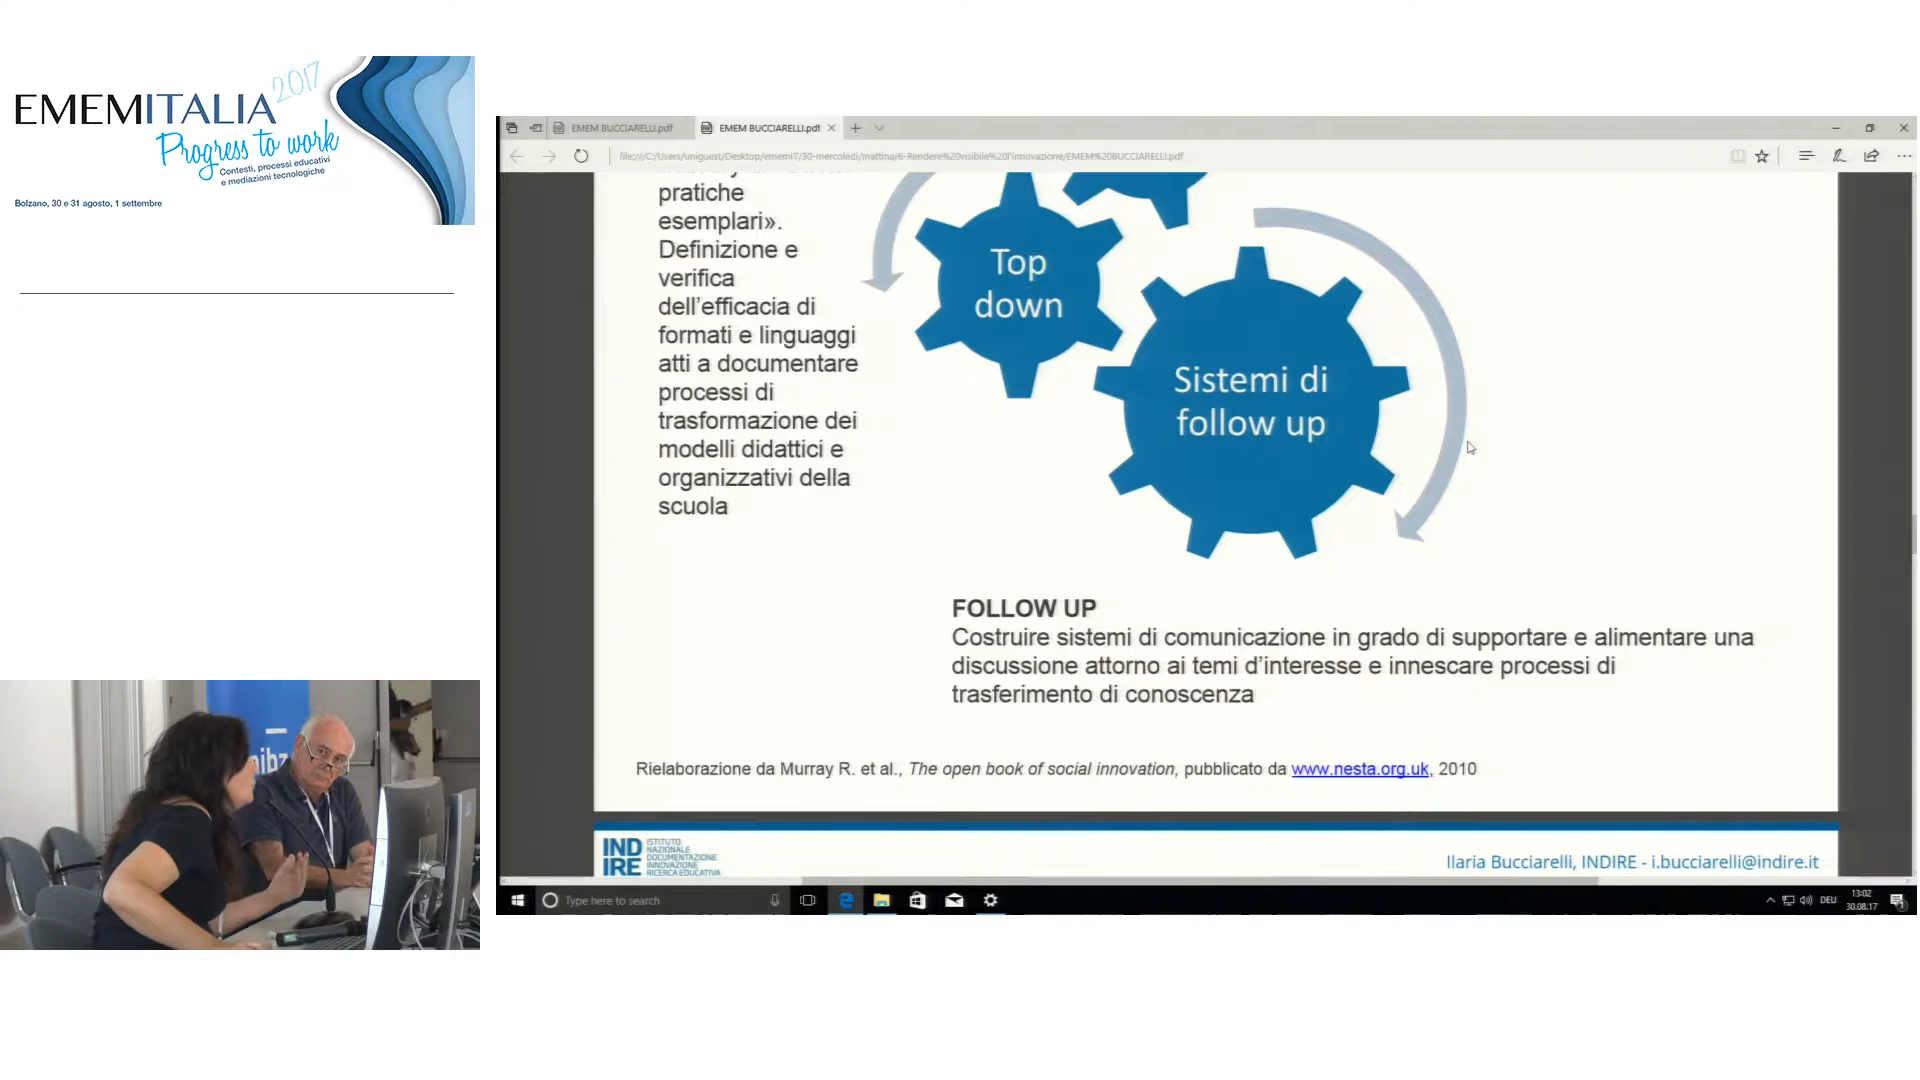 2017
EMEMITALIA
Progress to work
Contesti, processi educativi
e mediazioni tecnologiche
Bolzano, 30 e 31 agosto, 1 settembre
EMEM BUCCIARELLI.pdf
EMEM BUCCIARELLI.pdf
file:///C:/Users/uniguest/Desktop/ememIT/30-mercoledi/mattina/6-Rendere%20visibile%20l'innovazione/EMEM%20BUCCIARELLI.pdf
pratiche
esemplari».
Definizione e
verifica
dell'efficacia di
formati e linguaggi
atti a documentare
processi di
trasformazione dei
modelli didattici e
organizzativi della
scuola
Top
down
Sistemi di
follow up
FOLLOW UP
Costruire sistemi di comunicazione in grado di supportare e alimentare una
discussione attorno ai temi d'interesse e innescare processi di
trasferimento di conoscenza
Rielaborazione da Murray R. et al., The open book of social innovation, pubblicato da www.nesta.org.uk, 2010
INDIRE
ISTITUTO
NAZIONALE
DOCUMENTAZIONE
INNOVAZIONE
RICERCA EDUCATIVA
Ilaria Bucciarelli, INDIRE - i.bucciarelli@indire.it
Type here to search
DEU
13:02
30.08.17